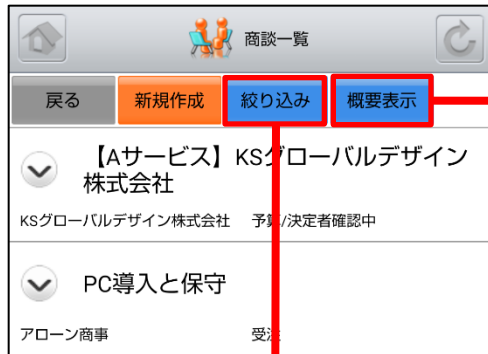 商談一覧
戻る 新規作成 絞り込み 概要表示
【Aサービス】KSグローバルデザイン
株式会社
KSグローバルデザイン株式会社 予算/決定者確認中
PC導入と保守
アローン商事 受注